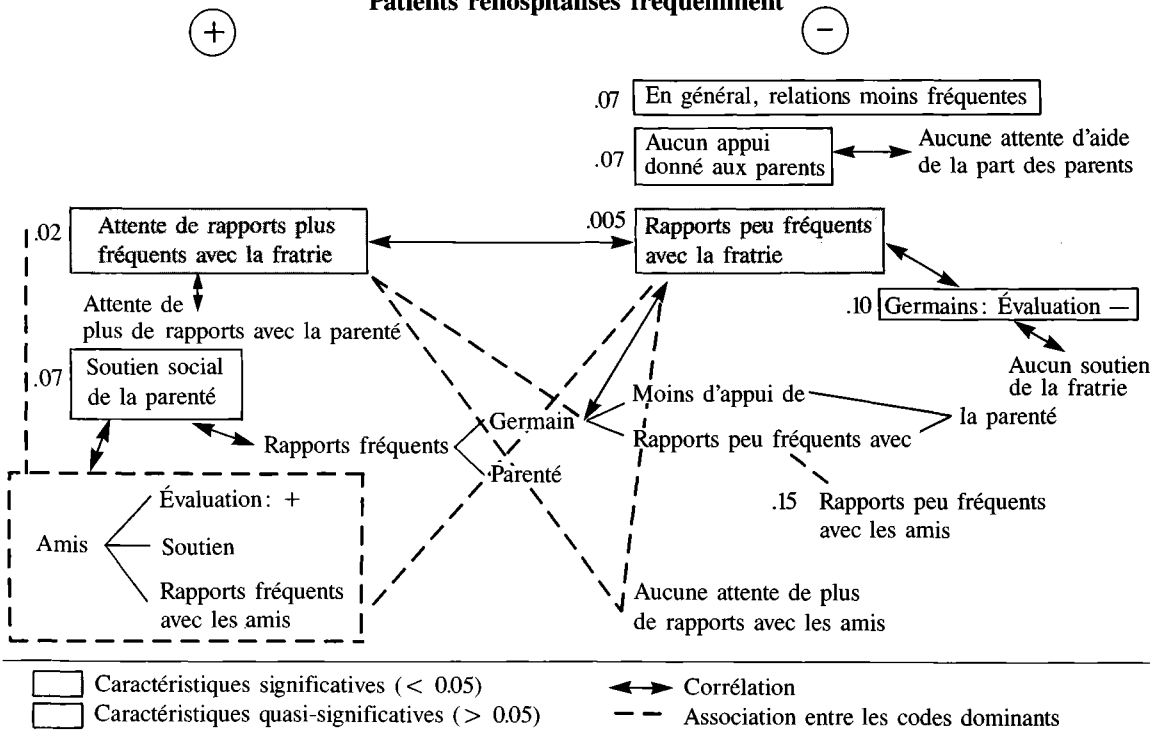 Patients réhospitalisés fréquemment
+
−
.07 En général, relations moins fréquentes
.07 Aucun appui
donné aux parents
Aucune attente d'aide
de la part des parents
.02 Attente de rapports plus
fréquents avec la fratrie
.005 Rapports peu fréquents
avec la fratrie
Attente de
plus de rapports avec la parenté
.10 Germains : Évaluation —
Aucun soutien
de la fratrie
.07 Soutien social
de la parenté
Rapports fréquents
Germain
Parenté
Moins d'appui de
Rapports peu fréquents avec
la parenté
.15 Rapports peu fréquents
avec les amis
Amis
Évaluation : +
Soutien
Rapports fréquents
avec les amis
Aucune attente de plus
de rapports avec les amis
Caractéristiques significatives (< 0.05)
Caractéristiques quasi-significatives (> 0.05)
Corrélation
Association entre les codes dominants